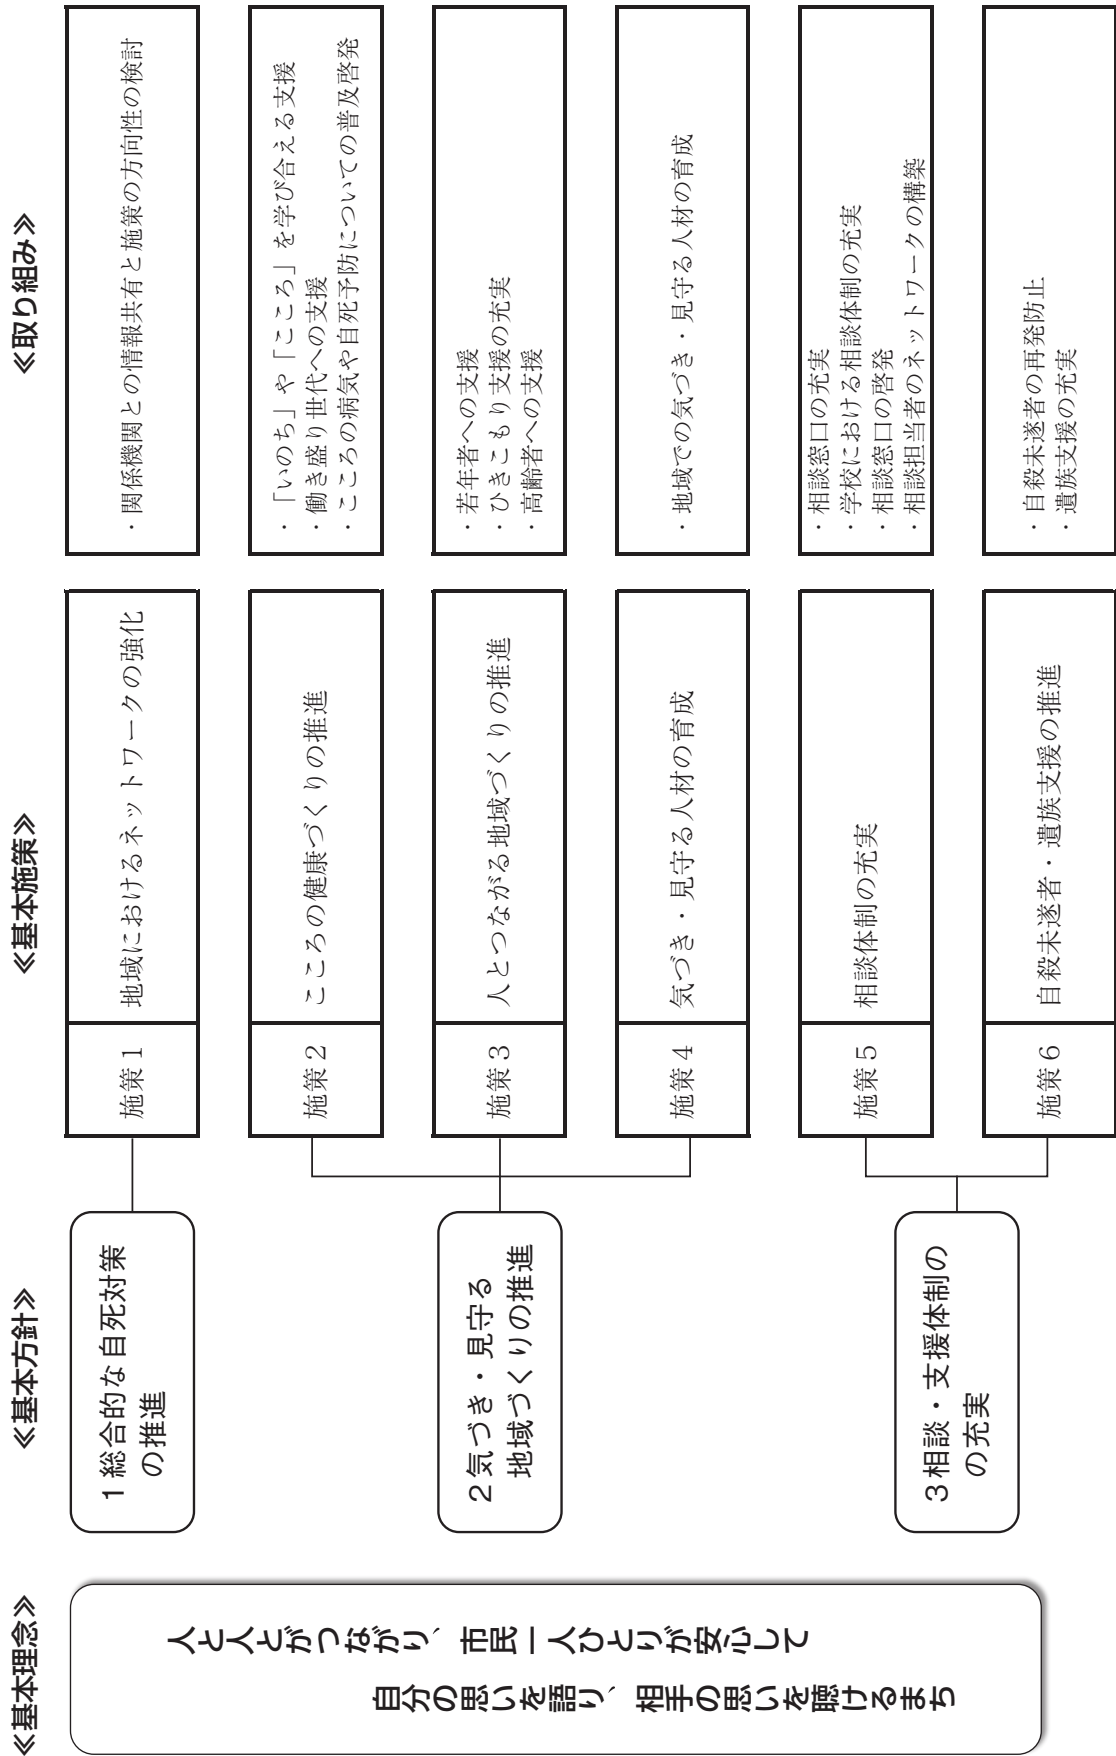 ≪基本理念≫
人と人とがつながり、市民一人ひとりが安心して
自分の思いを語り、相手の思いを聴けるまち
≪基本方針≫
1 総合的な自死対策
の推進
2気づき・見守る
地域づくりの推進
3相談・支援体制の
の充実
≪基本施策≫
施策1
地域におけるネットワークの強化
施策2
こころの健康づくりの推進
施策3
人とつながる地域づくりの推進
施策4
気づき・見守る人材の育成
施策5
相談体制の充実
施策6
自殺未遂者・遺族支援の推進
≪取り組み≫
・関係機関との情報共有と施策の方向性の検討
・「いのち」や「こころ」を学び合える支援
・働き盛り世代への支援
・こころの病気や自死予防についての普及啓発
・若年者への支援
・ひきこもり支援の充実
・高齢者への支援
・地域での気づき・見守る人材の育成
・相談窓口の充実
・学校における相談体制の充実
・相談窓口の啓発
・相談担当者のネットワークの構築
・自殺未遂者の再発防止
・遺族支援の充実